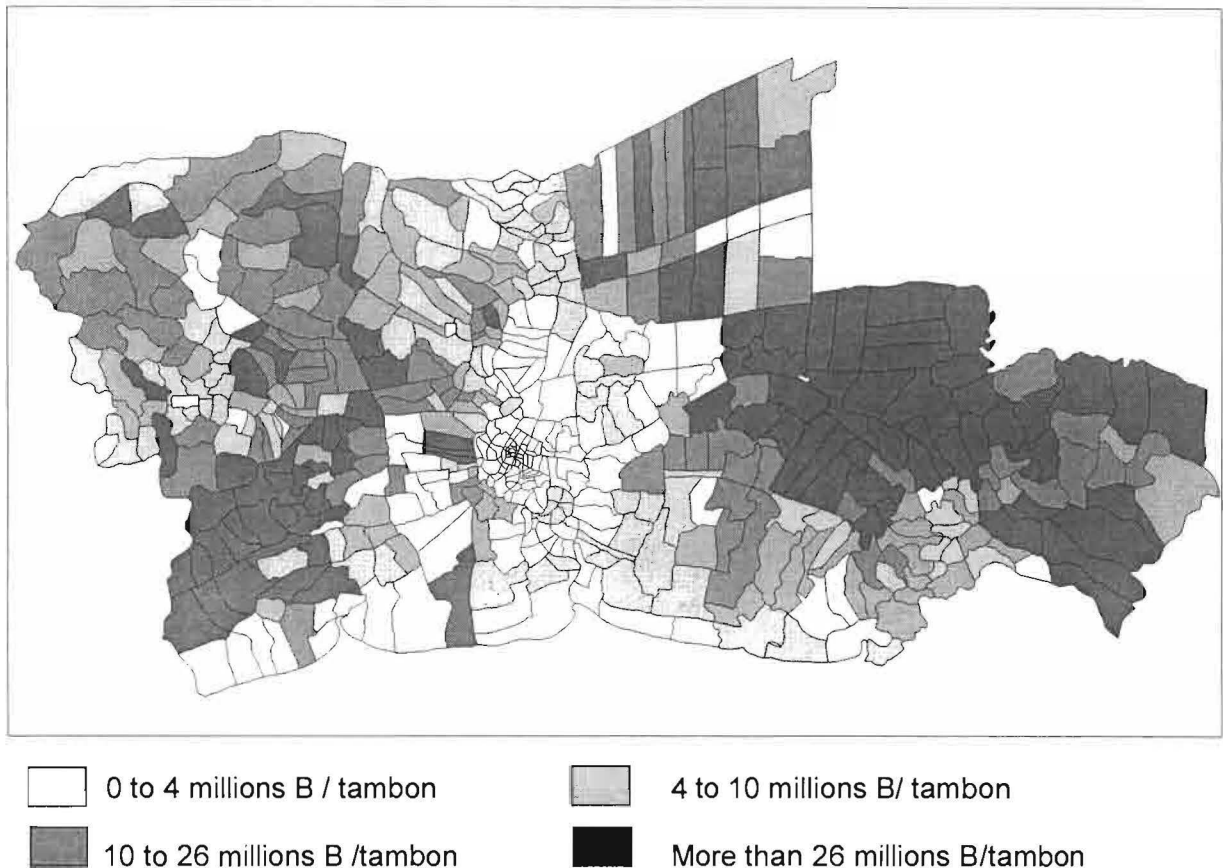 0 to 4 millions B / tambon
4 to 10 millions B/ tambon
10 to 26 millions B /tambon
More than 26 millions B/tambon